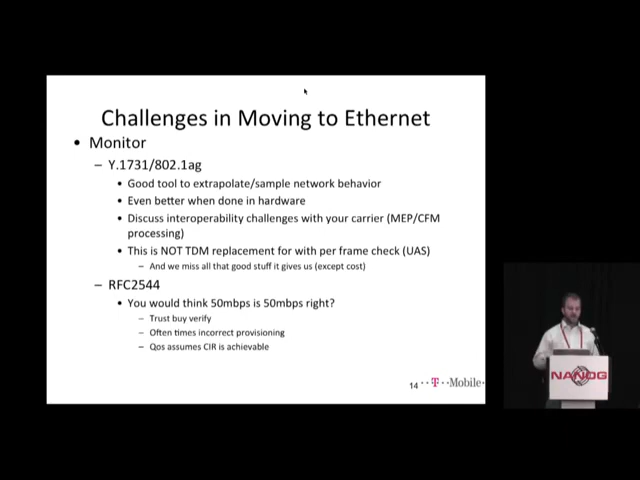 Challenges in Moving to Ethernet
• Monitor
– Y.1731/802.1ag
• Good tool to extrapolate/sample network behavior
• Even better when done in hardware
• Discuss interoperability challenges with your carrier (MEP/CFM
processing)
• This is NOT TDM replacement for with per frame check (UAS)
– And we miss all that good stuff it gives us (except cost)
– RFC2544
• You would think 50mbps is 50mbps right?
– Trust buy verify
– Often times incorrect provisioning
– Qos assumes CIR is achievable
14 ··T··Mobile·
NANOG